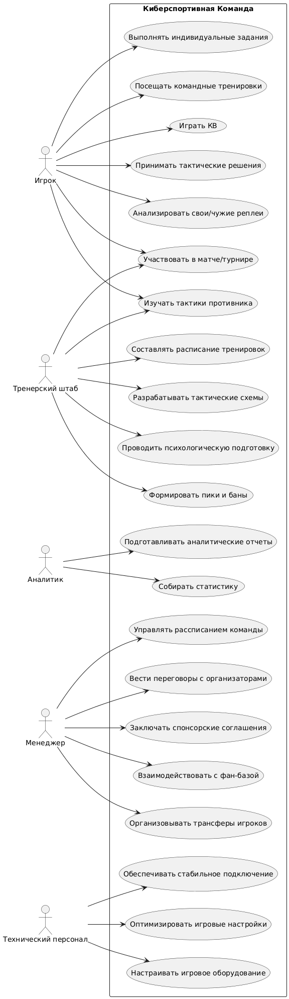 Киберспортивная Команда
Выполнять индивидуальные задания
Посещать командные тренировки
Играть КВ
Принимать тактические решения
Игрок
Анализировать свои/чужие реплеи
Участвовать в матче/турнире
Изучать тактики противника
Составлять расписание тренировок
Тренерский штаб
Разрабатывать тактические схемы
Проводить психологическую подготовку
Формировать пики и баны
Подготавливать аналитические отчеты
Аналитик
Собирать статистику
Управлять рассписанием команды
Вести переговоры с организаторами
Заключать спонсорские соглашения
Менеджер
Взаимодействовать с фан-базой
Организовывать трансферы игроков
Обеспечивать стабильное подключение
Оптимизировать игровые настройки
Технический персонал
Настраивать игровое оборудование